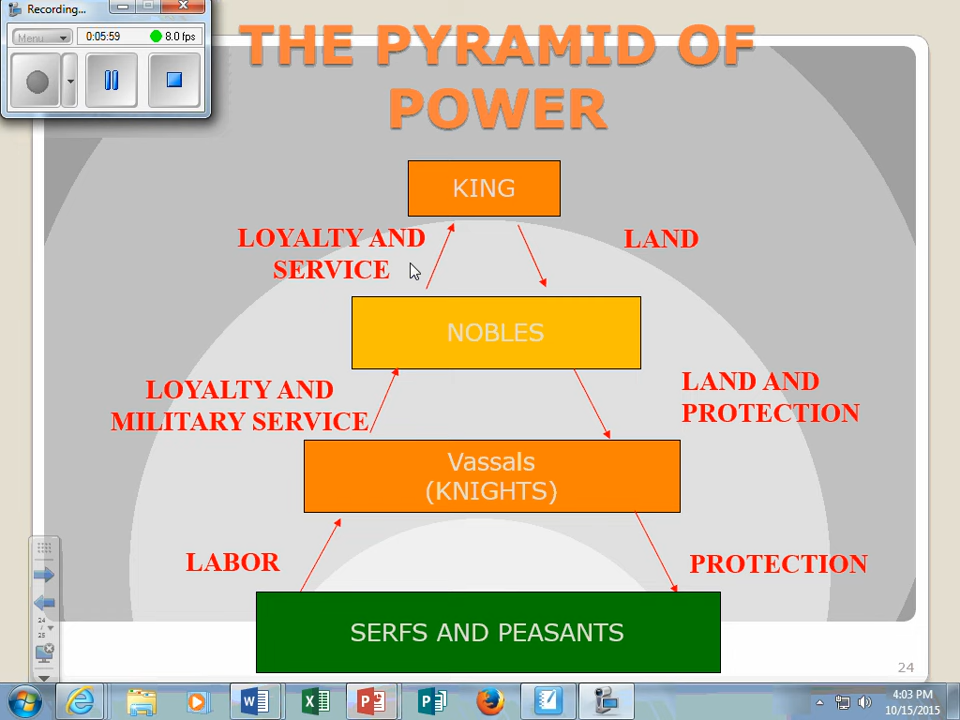 Recording...
Menu
0:05:59
8.0 fps
THE PYRAMID OF
POWER
KING
LOYALTY AND
SERVICE
LAND
NOBLES
LOYALTY AND
MILITARY SERVICE
LAND AND
PROTECTION
Vassals
(KNIGHTS)
LABOR
PROTECTION
SERFS AND PEASANTS
24
/
25
24
4:03 PM
10/15/2015